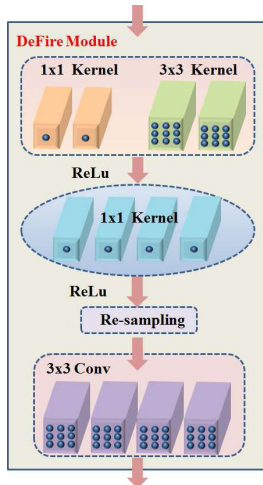 DeFire Module
1x1 Kernel 3x3 Kernel
ReLu
1x1 Kernel
ReLu
Re-sampling
3x3 Conv